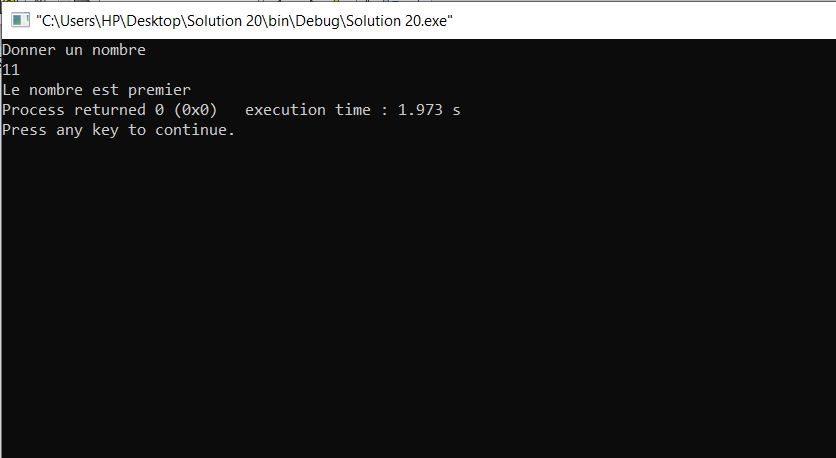 "C:\Users\HP\Desktop\Solution 20\bin\Debug\Solution 20.exe"
Donner un nombre
11
Le nombre est premier
Process returned 0 (0x0)   execution time : 1.973 s
Press any key to continue.